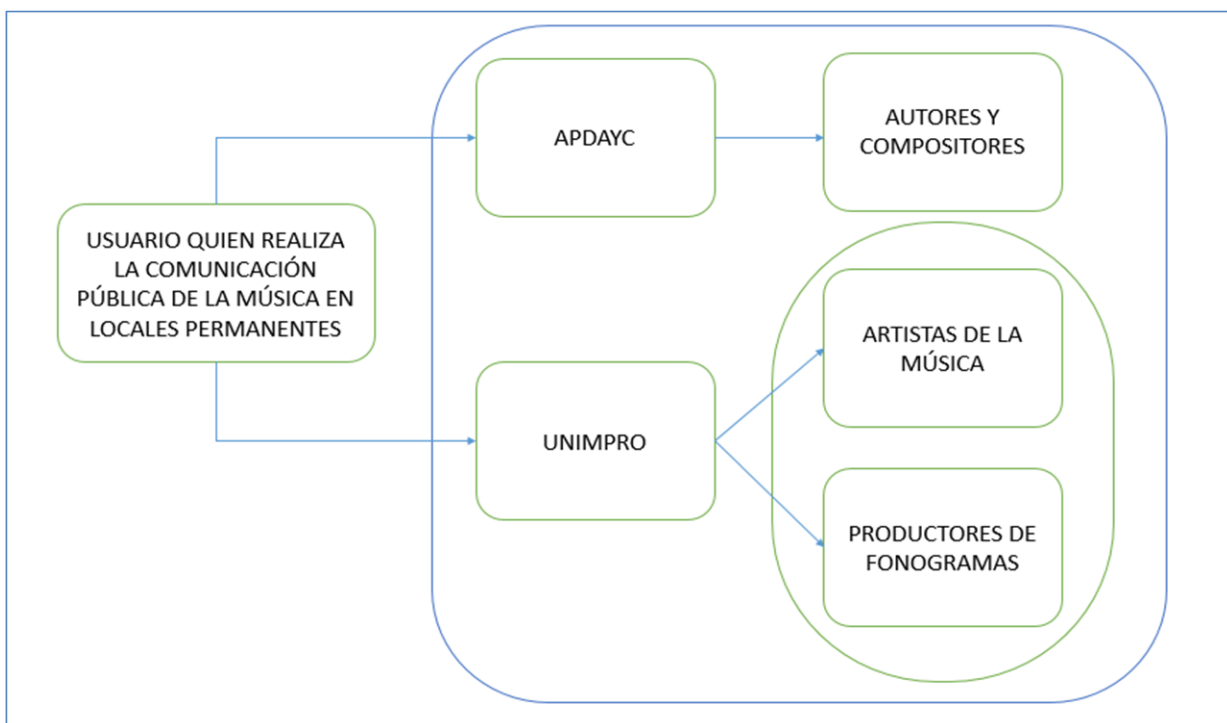 USUARIO QUIEN REALIZA
LA COMUNICACIÓN
PÚBLICA DE LA MÚSICA EN
LOCALES PERMANENTES
APDAYC
AUTORES Y
COMPOSITORES
UNIMPRO
ARTISTAS DE LA
MÚSICA
PRODUCTORES DE
FONOGRAMAS